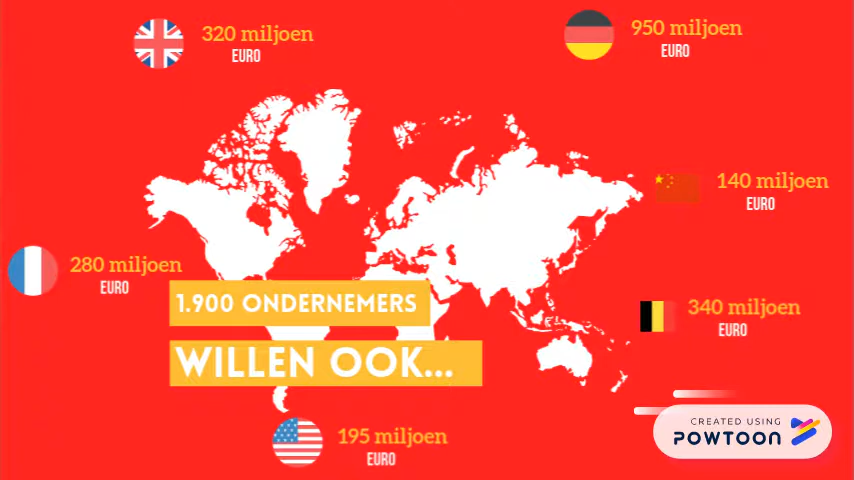 320 miljoen
EURO
950 miljoen
EURO
140 miljoen
EURO
280 miljoen
EURO
1.900 ONDERNEMERS
340 miljoen
EURO
WILLEN OOK...
195 miljoen
EURO
CREATED USING
POWTOON